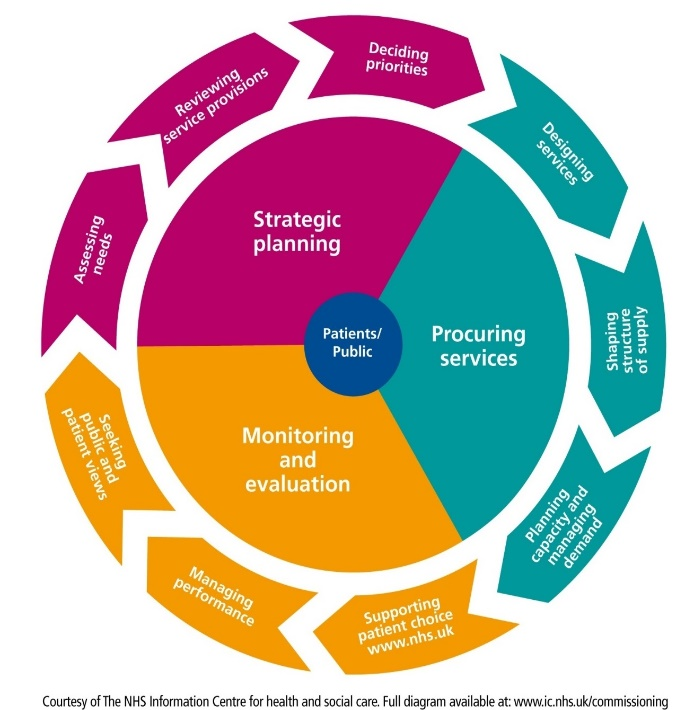 Deciding
priorities
Reviewing
service provisions
Designing
services
Assessing
needs
Strategic
planning
Shaping
structure
of supply
Patients/
Public
Procuring
services
Monitoring
and
evaluation
Seeking
public and
patient views
Planning
capacity and
managing
demand
Managing
performance
Supporting
patient choice
www.nhs.uk
Courtesy of The NHS Information Centre for health and social care. Full diagram available at: www.ic.nhs.uk/commissioning